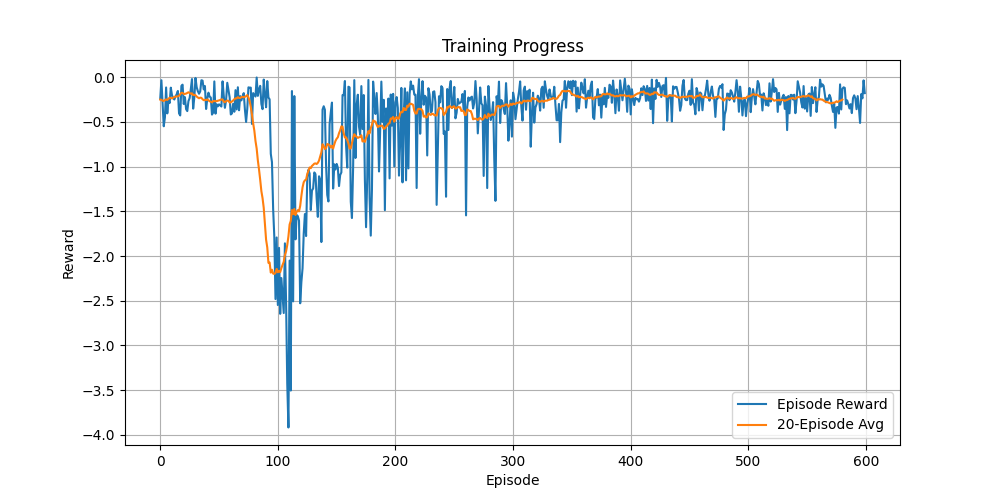 Training Progress
Reward
0.0
−0.5
−1.0
−1.5
−2.0
−2.5
−3.0
−3.5
−4.0
0 100 200 300 400 500 600
Episode
Episode Reward
20-Episode Avg